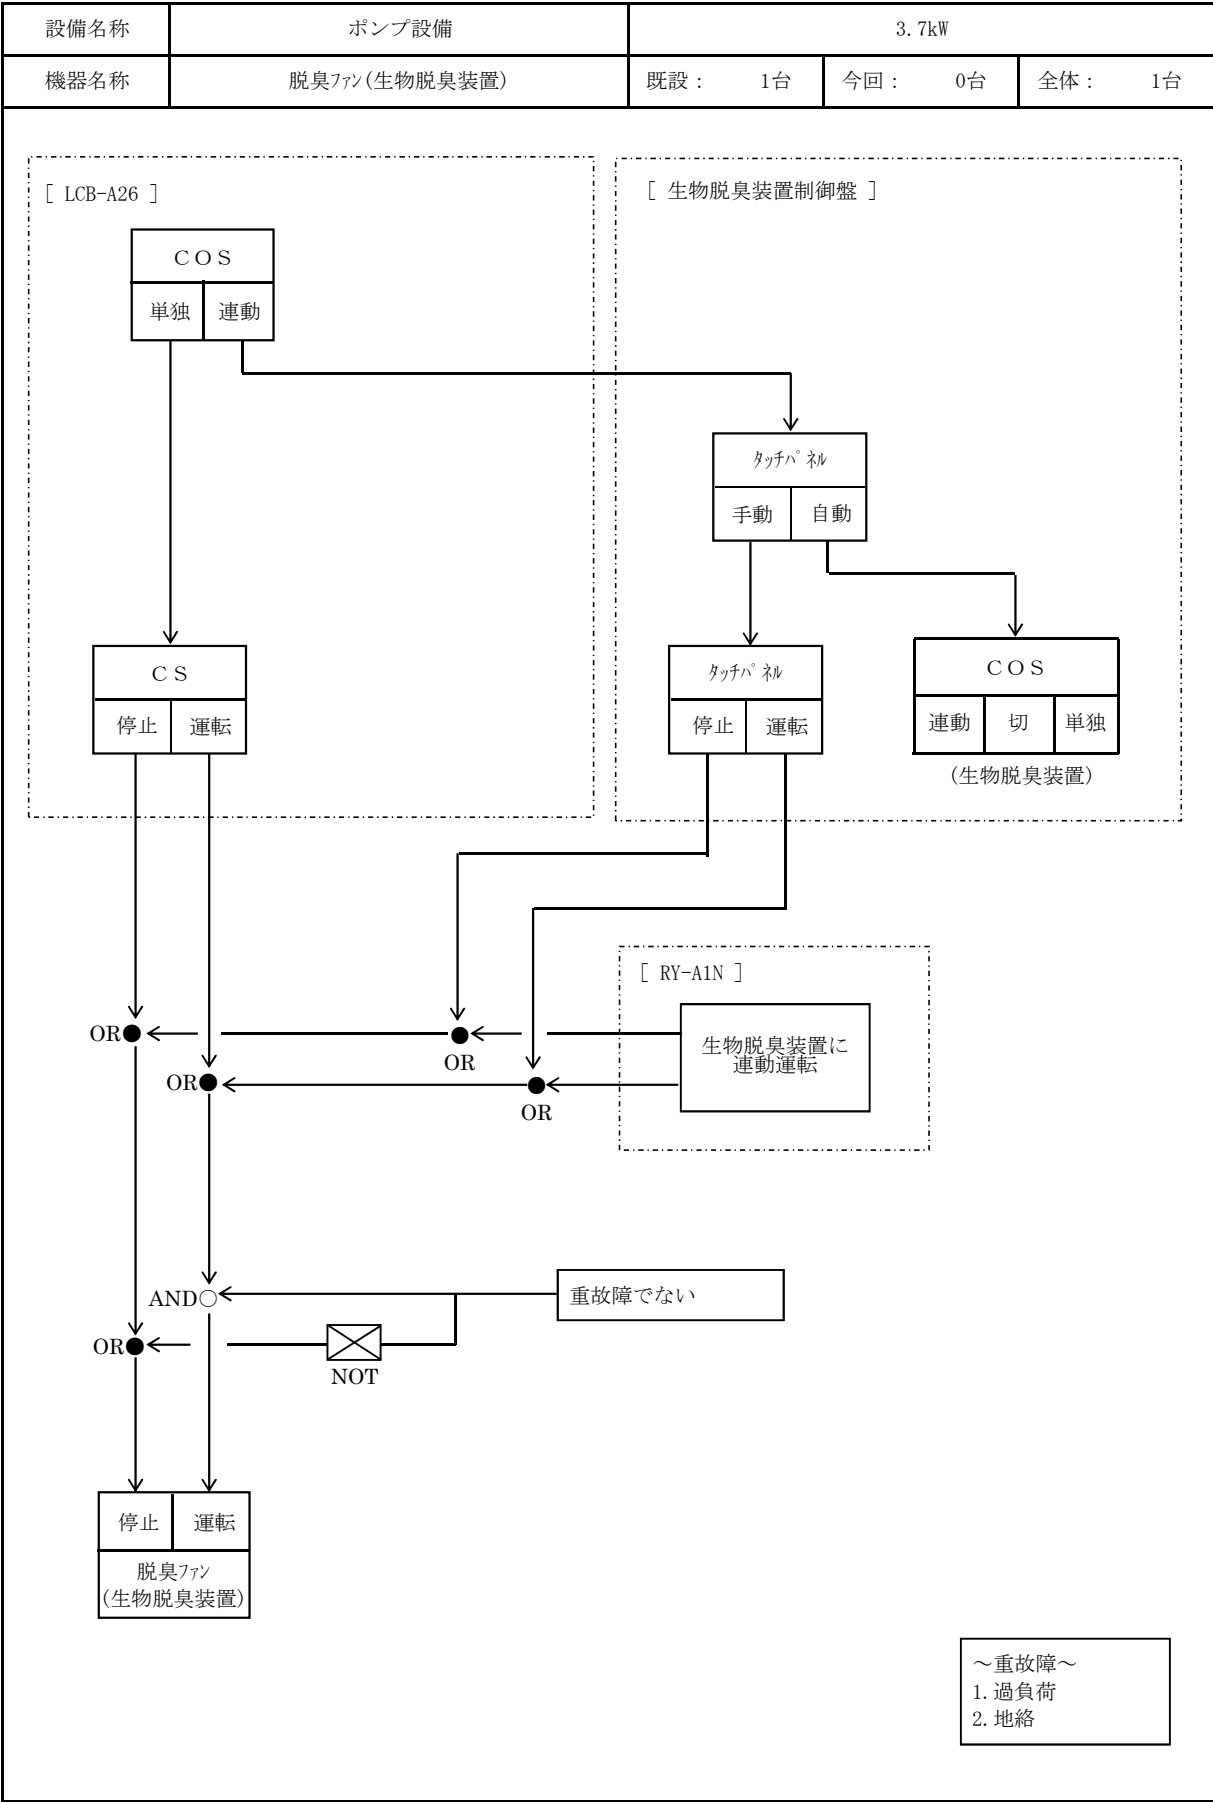 設備名称 ポンプ設備 3.7kW
機器名称 脱臭ﾌｧﾝ(生物脱臭装置) 既設： 1台 今回： 0台 全体： 1台
[ LCB-A26 ]
[ 生物脱臭装置制御盤 ]
ＣＯＳ
単独 連動
ﾀｯﾁﾊﾟﾈﾙ
手動 自動
ＣＳ
停止 運転
ﾀｯﾁﾊﾟﾈﾙ
停止 運転
ＣＯＳ
連動 切 単独
(生物脱臭装置)
[ RY-A1N ]
生物脱臭装置に
連動運転
OR
OR
OR
OR
重故障でない
AND
OR
NOT
停止 運転
脱臭ﾌｧﾝ
(生物脱臭装置)
～重故障～
1.過負荷
2.地絡